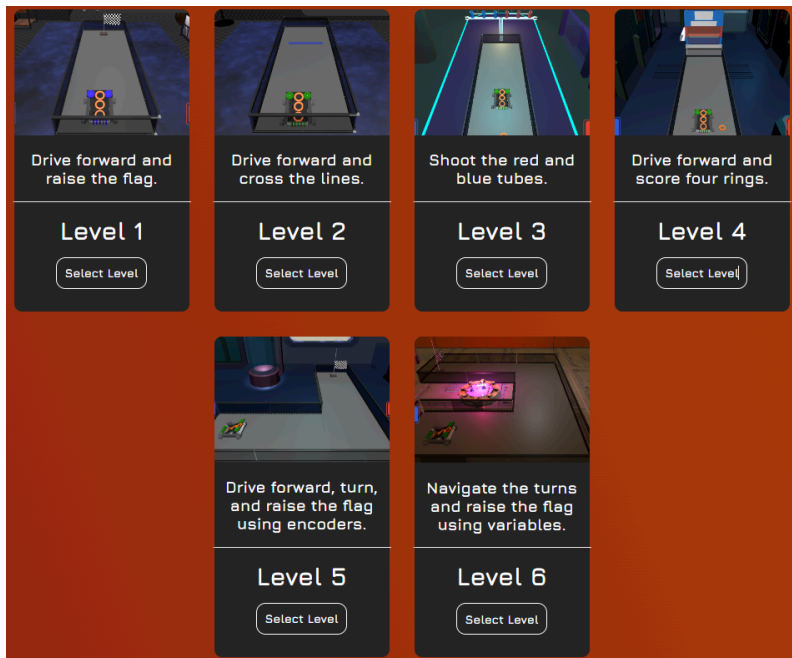 Drive forward and
raise the flag.
Level 1
Select Level
Drive forward and
cross the lines.
Level 2
Select Level
Shoot the red and
blue tubes.
Level 3
Select Level
Drive forward and
score four rings.
Level 4
Select Level
Drive forward, turn,
and raise the flag
using encoders.
Level 5
Select Level
Navigate the turns
and raise the flag
using variables.
Level 6
Select Level